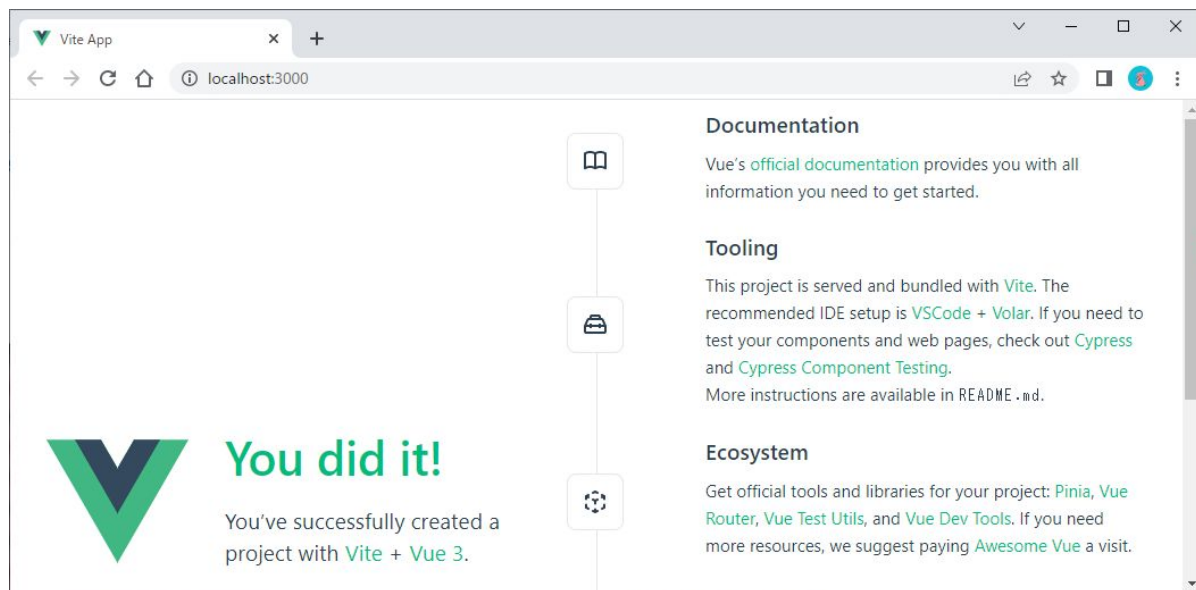 Vite App
localhost:3000
Documentation
Vue's official documentation provides you with all
information you need to get started.
Tooling
This project is served and bundled with Vite. The
recommended IDE setup is VSCode + Volar. If you need to
test your components and web pages, check out Cypress
and Cypress Component Testing.
More instructions are available in README.md.
You did it!
You've successfully created a
project with Vite + Vue 3.
Ecosystem
Get official tools and libraries for your project: Pinia, Vue
Router, Vue Test Utils, and Vue Dev Tools. If you need
more resources, we suggest paying Awesome Vue a visit.